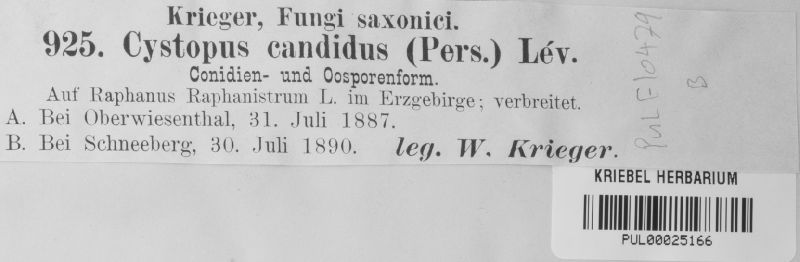 Krieger, Fungi saxonici.
925. Cystopus candidus (Pers.) Lév.
Conidien- und Oosporenform.
Auf Raphanus Raphanistrum L. im Erzgebirge; verbreitet.
A. Bei Oberwiesenthal, 31. Juli 1887.
B. Bei Schneeberg, 30. Juli 1890. leg. W. Krieger.
PUL F10479
B
KRIEBEL HERBARIUM
PUL00025166